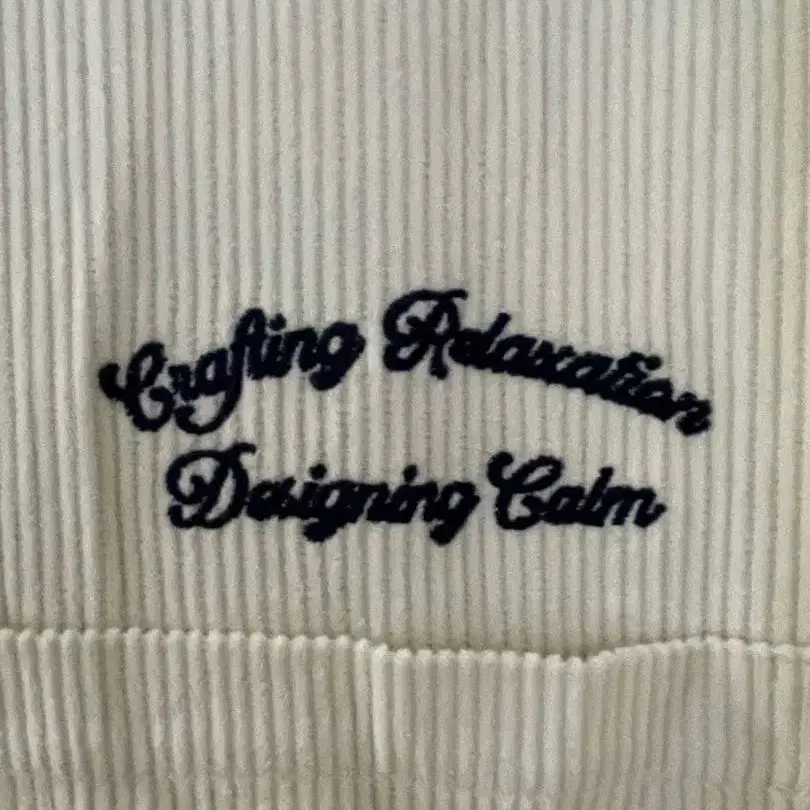 Crafting Relaxation
Designing Calm